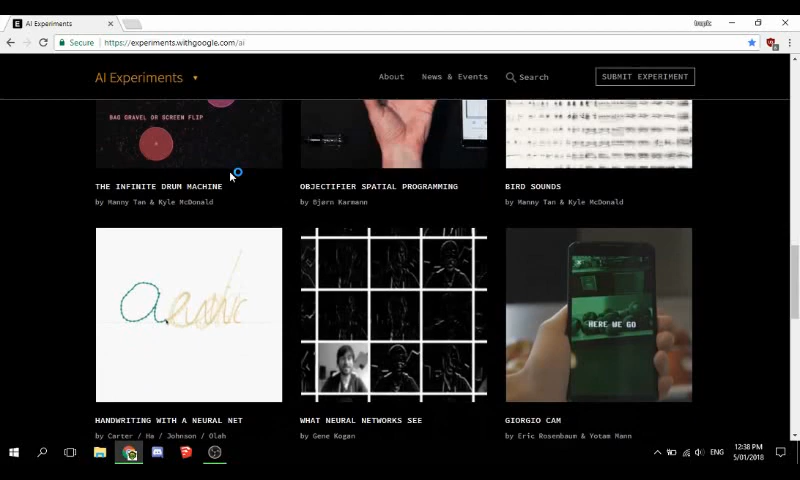 AI Experiments
trupic
Secure https://experiments.withgoogle.com/ai
AI Experiments
About News & Events Search SUBMIT EXPERIMENT
BAG GRAVEL OR SCREEN FLIP
THE INFINITE DRUM MACHINE
by Manny Tan & Kyle McDonald
OBJECTIFIER SPATIAL PROGRAMMING
by Bjørn Karmann
BIRD SOUNDS
by Manny Tan & Kyle McDonald
a
HERE WE GO
HANDWRITING WITH A NEURAL NET
by Carter / Ha / Johnson / Olah
WHAT NEURAL NETWORKS SEE
by Gene Kogan
GIORGIO CAM
by Eric Rosenbaum & Yotam Mann
ENG
12:38 PM
5/01/2018